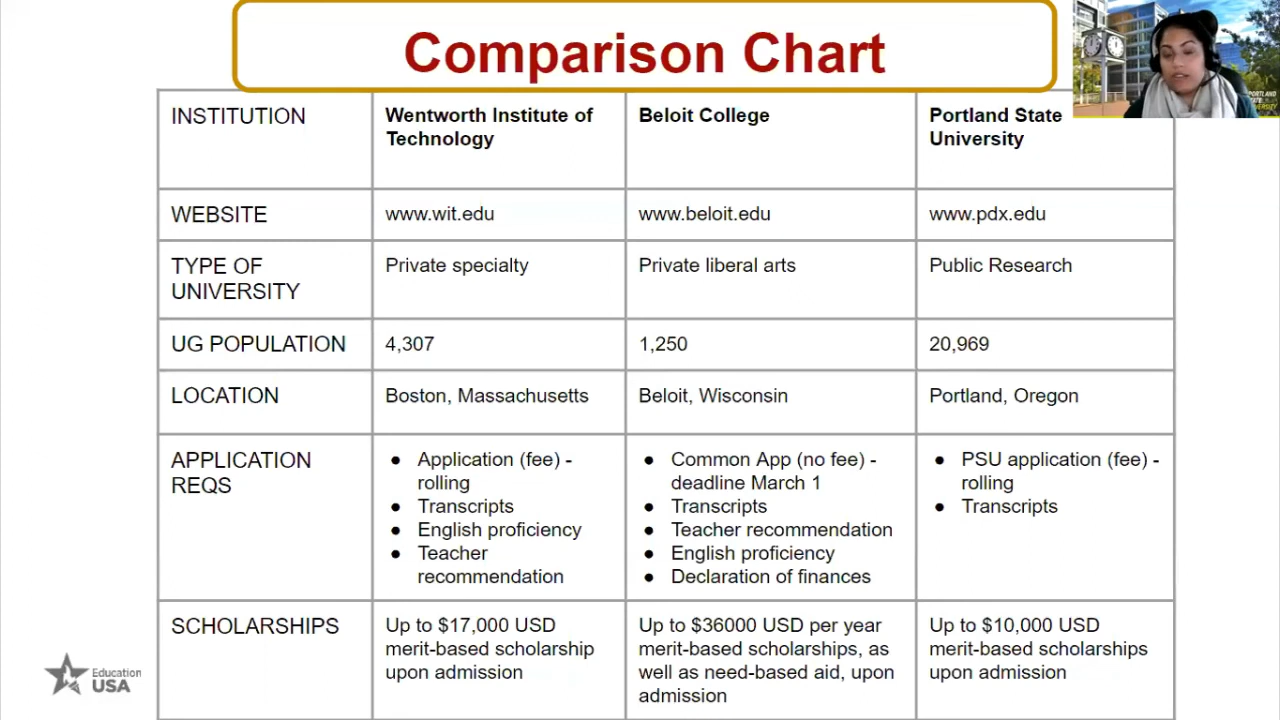 Comparison Chart
INSTITUTION
Wentworth Institute of
Technology
Beloit College
Portland State
University
WEBSITE
www.wit.edu
www.beloit.edu
www.pdx.edu
TYPE OF
UNIVERSITY
Private specialty
Private liberal arts
Public Research
UG POPULATION
4,307
1,250
20,969
LOCATION
Boston, Massachusetts
Beloit, Wisconsin
Portland, Oregon
APPLICATION
REQS
● Application (fee) -
rolling
● Transcripts
● English proficiency
● Teacher
recommendation
● Common App (no fee) -
deadline March 1
● Transcripts
● Teacher recommendation
● English proficiency
● Declaration of finances
● PSU application (fee) -
rolling
● Transcripts
SCHOLARSHIPS
Up to $17,000 USD
merit-based scholarship
upon admission
Up to $36000 USD per year
merit-based scholarships, as
well as need-based aid, upon
admission
Up to $10,000 USD
merit-based scholarships
upon admission
Education
USA
PORTLAND
STATE